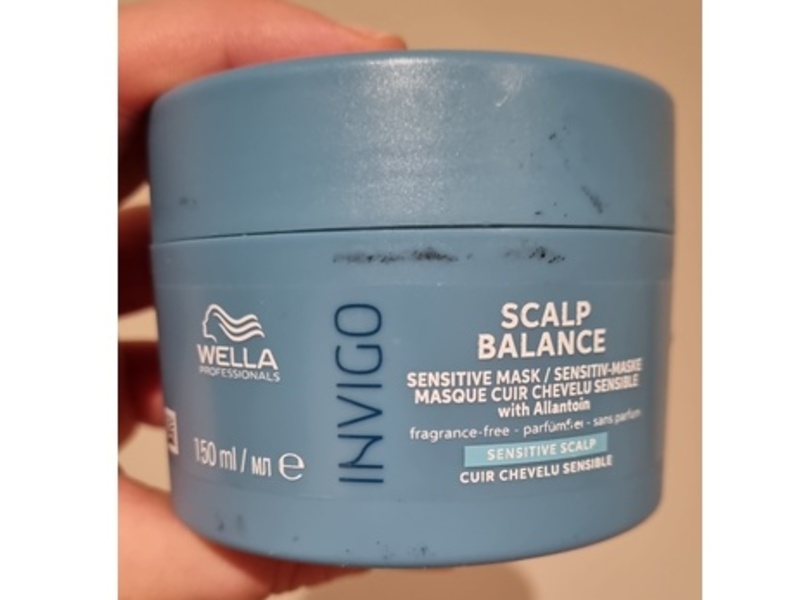 WELLA
PROFESSIONALS
150 ml / мл e
INVIGO
SCALP
BALANCE
SENSITIVE MASK / SENSITIV-MASKE
MASQUE CUIR CHEVELU SENSIBLE
with Allantoin
fragrance-free - parfümfrei - sans parfum
SENSITIVE SCALP
CUIR CHEVELU SENSIBLE